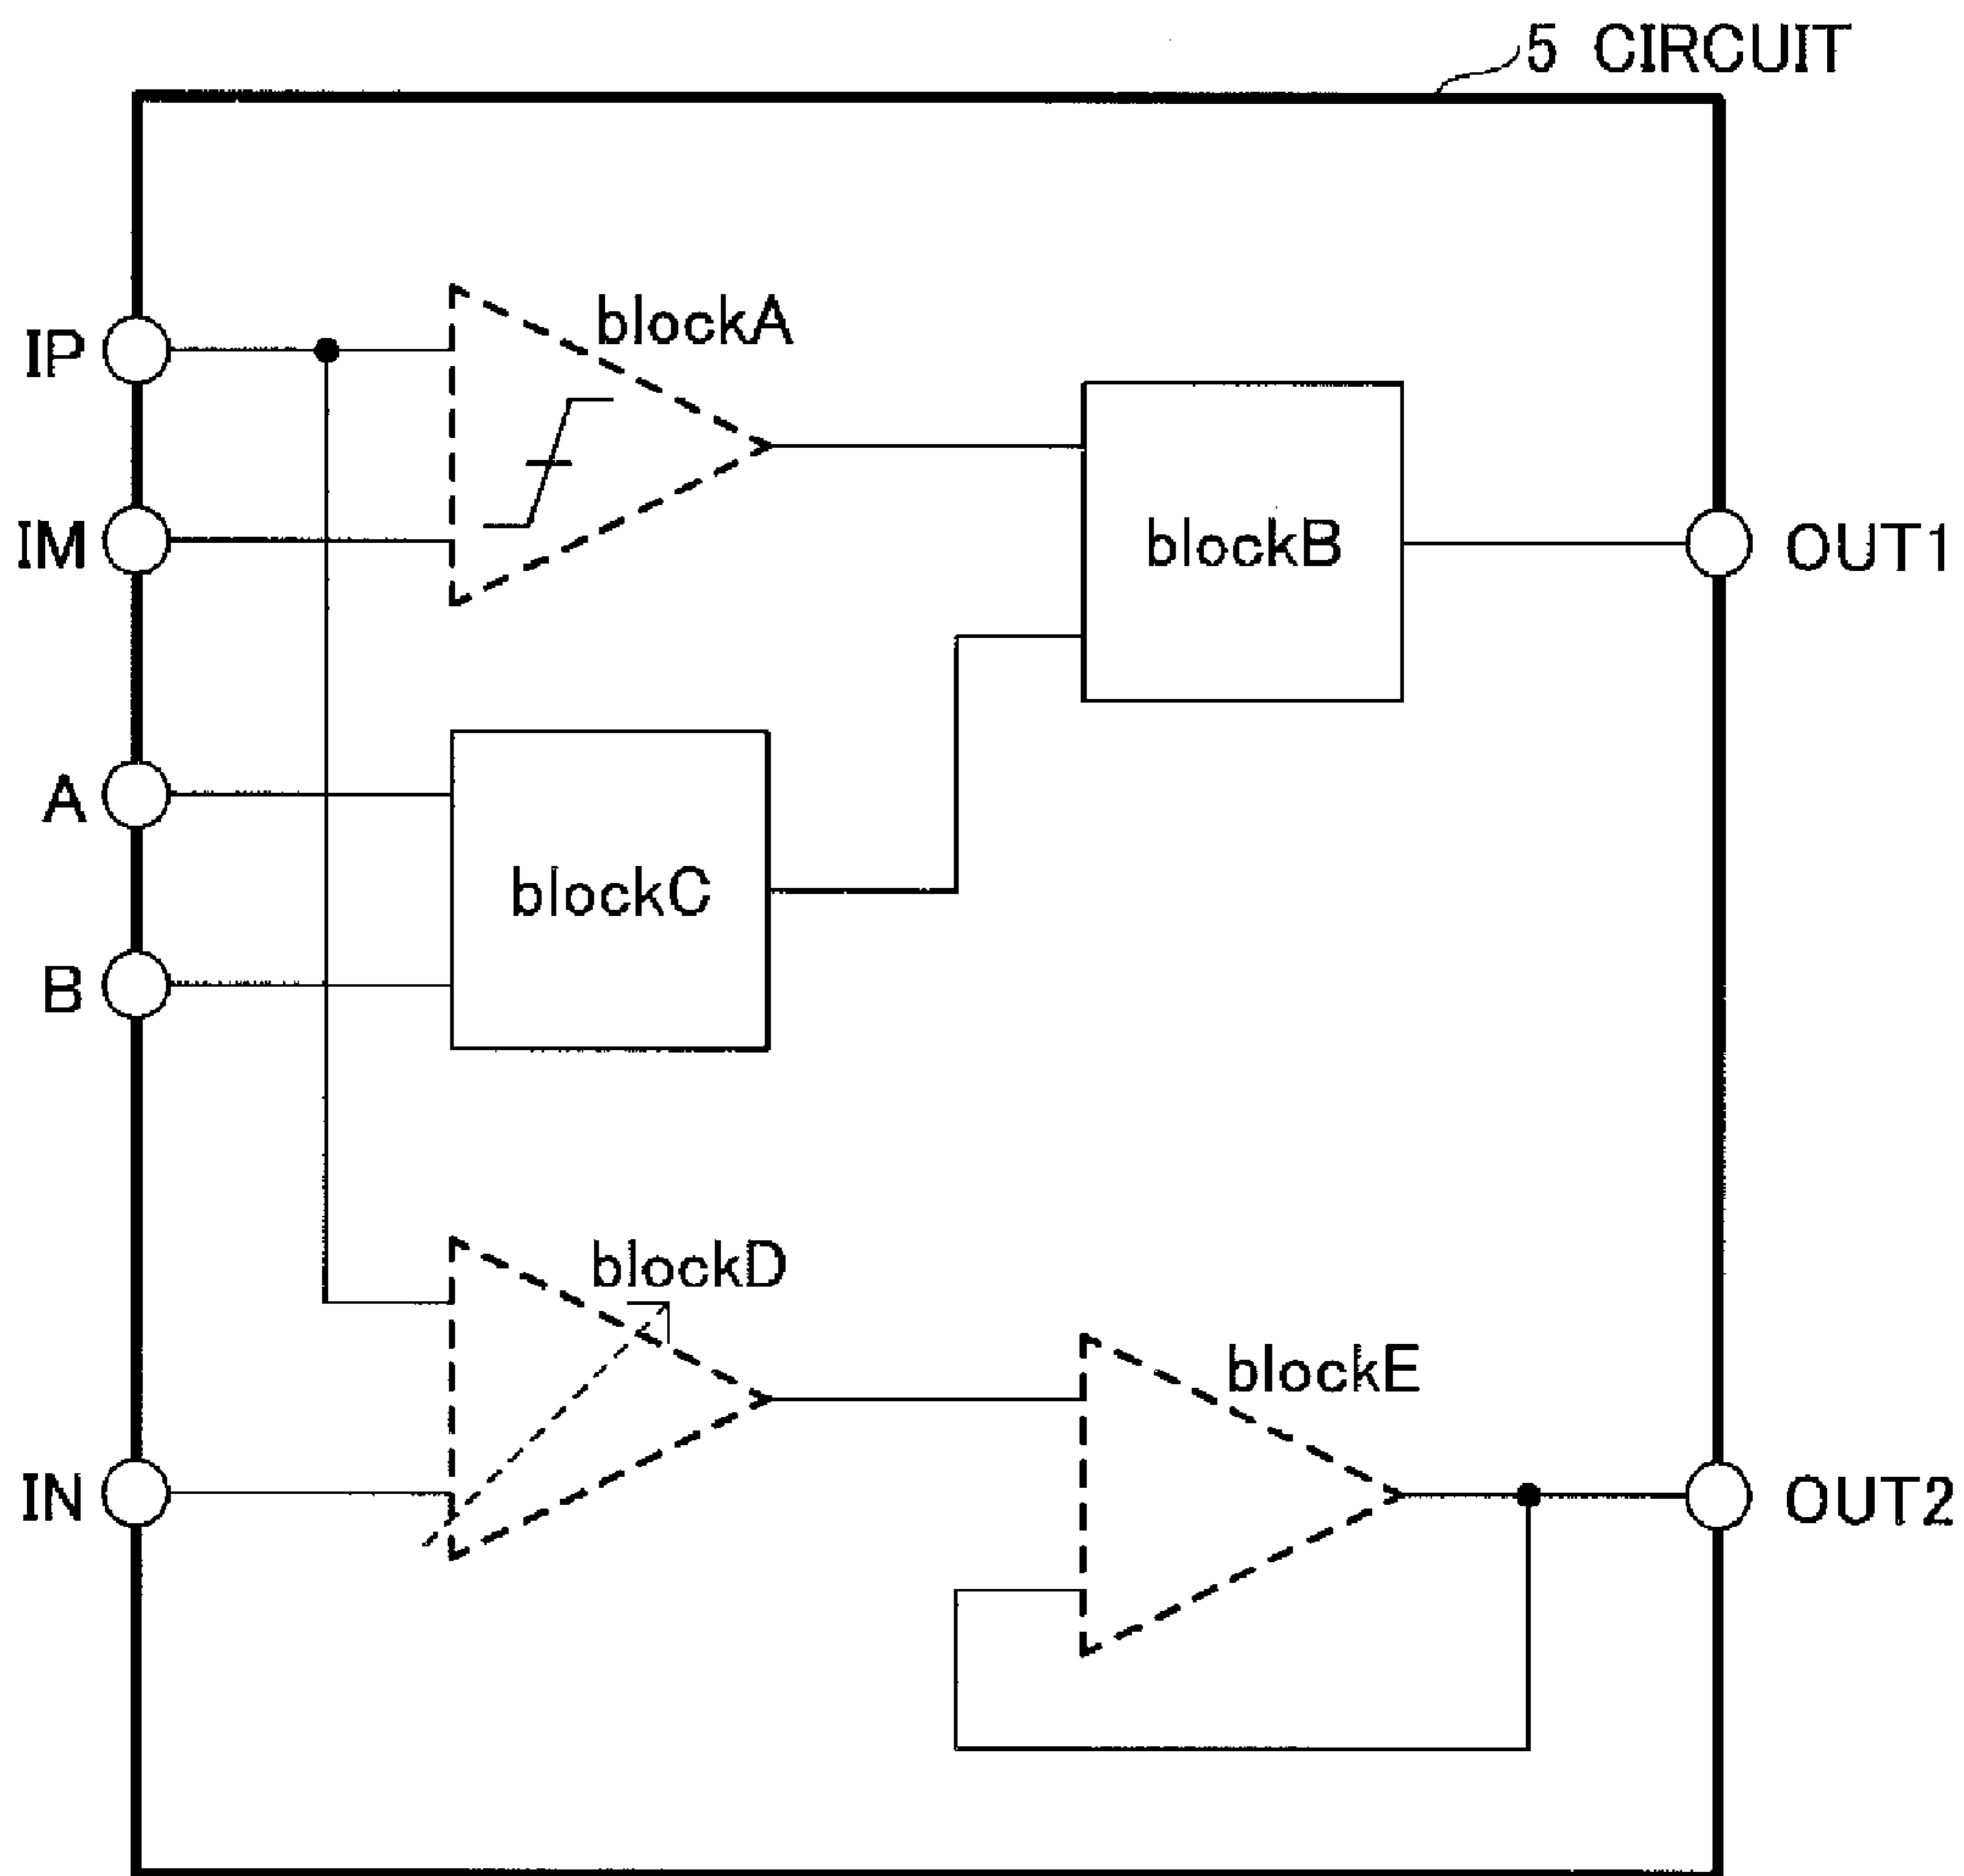 5 CIRCUIT
blockA
IP
IM
blockB
OUT1
A
blockC
B
blockD
blockE
IN
OUT2